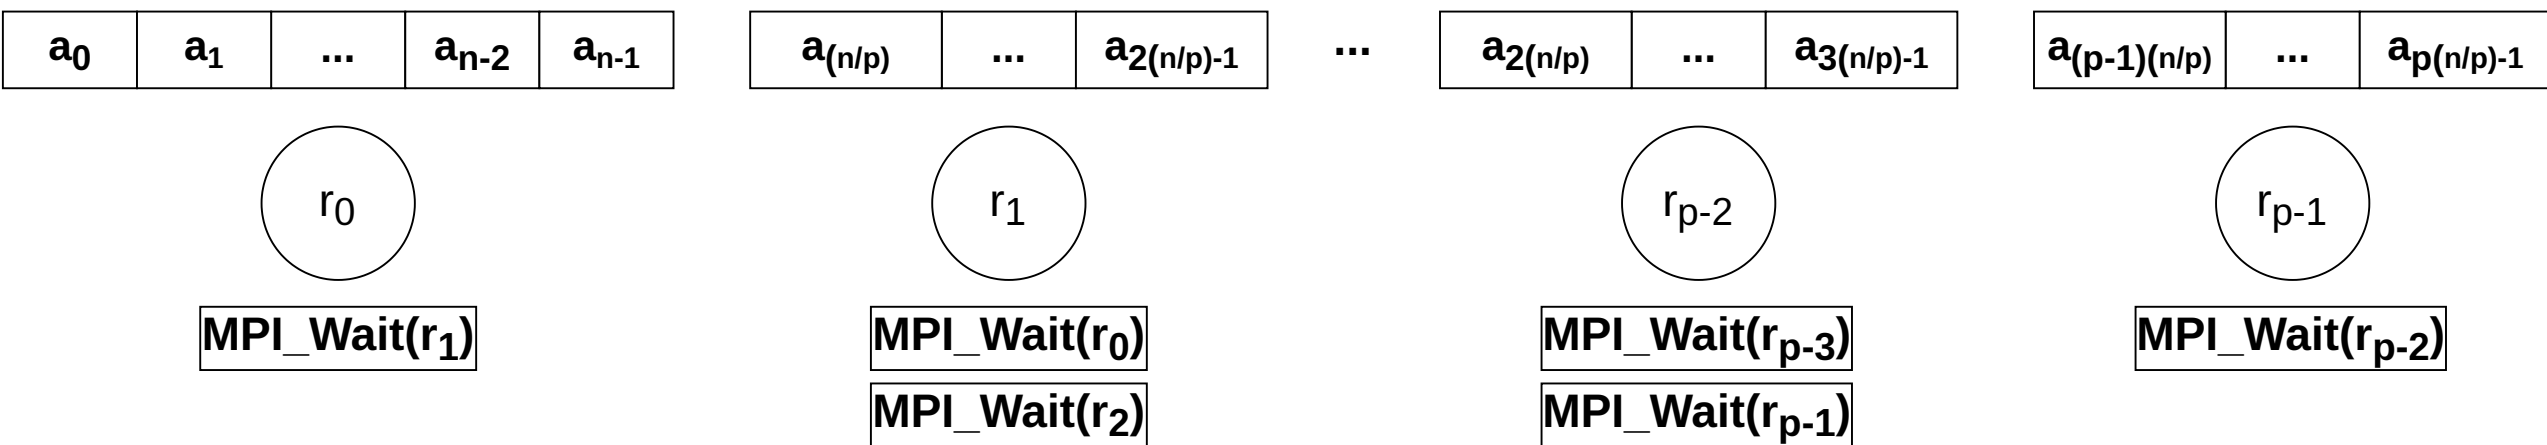 a0 a1 ... an-2 an-1 a(n/p) ... a2(n/p)-1 ... a2(n/p) ... a3(n/p)-1 a(p-1)(n/p) ... ap(n/p)-1
r0 r1 rp-2 rp-1
MPI_Wait(r1) MPI_Wait(r0) MPI_Wait(rp-3) MPI_Wait(rp-2)
MPI_Wait(r2) MPI_Wait(rp-1)